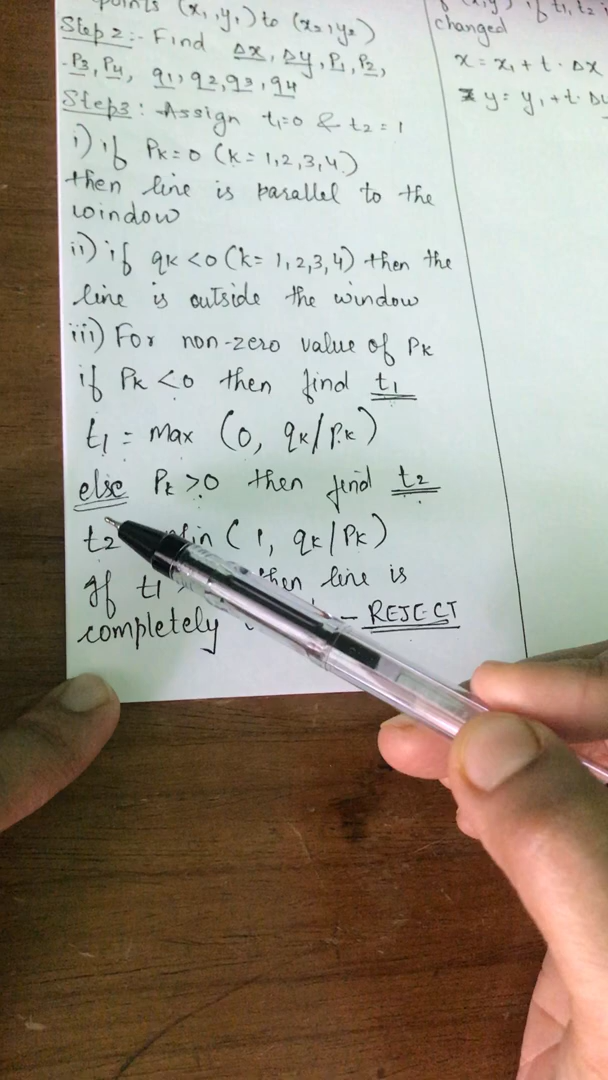 points (x1,y1) to (x2,y2)
Step 2:- Find Δx, Δy, P1, P2,
P3, P4, q1, q2, q3, q4
Step3: Assign t1=0 & t2 = 1
i) if Pk=0 (k=1,2,3,4)
then line is parallel to the
window
ii) if qk<0 (k= 1,2,3,4) then the
line is outside the window
iii) For non-zero value of Pk
if Pk<0 then find t1
t1 = max (0, qk/Pk)
else Pk>0 then find t2
t2 (1, qk/Pk)
If t1 then line is
completely - REJECT
if t1, t2
changed
x = x1 + t. Δx
y = y1 + t.